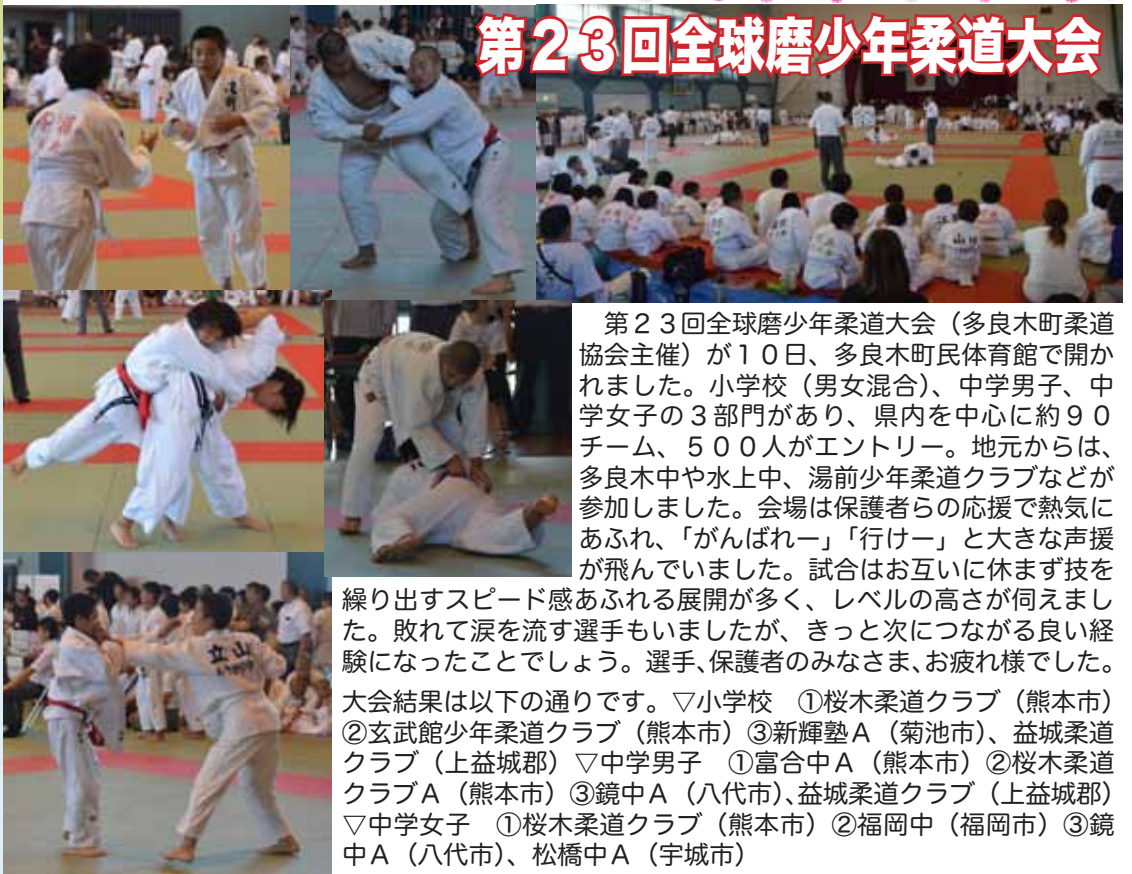 第23回全球磨少年柔道大会
　第２３回全球磨少年柔道大会（多良木町柔道
協会主催）が１０日、多良木町民体育館で開か
れました。小学校（男女混合）、中学男子、中
学女子の３部門があり、県内を中心に約９０
チーム、５００人がエントリー。地元からは、
多良木中や水上中、湯前少年柔道クラブなどが
参加しました。会場は保護者らの応援で熱気に
あふれ、「がんばれー」「行けー」と大きな声援
が飛んでいました。試合はお互いに休まず技を
繰り出すスピード感あふれる展開が多く、レベルの高さが伺えまし
た。敗れて涙を流す選手もいましたが、きっと次につながる良い経
験になったことでしょう。選手、保護者のみなさま、お疲れ様でした。
大会結果は以下の通りです。▽小学校　①桜木柔道クラブ（熊本市）
②玄武館少年柔道クラブ（熊本市）③新輝塾Ａ（菊池市）、益城柔道
クラブ（上益城郡）▽中学男子　①富合中Ａ（熊本市）②桜木柔道
クラブＡ（熊本市）③鏡中Ａ（八代市）、益城柔道クラブ（上益城郡）
▽中学女子　①桜木柔道クラブ（熊本市）②福岡中（福岡市）③鏡
中Ａ（八代市）、松橋中Ａ（宇城市）
立山